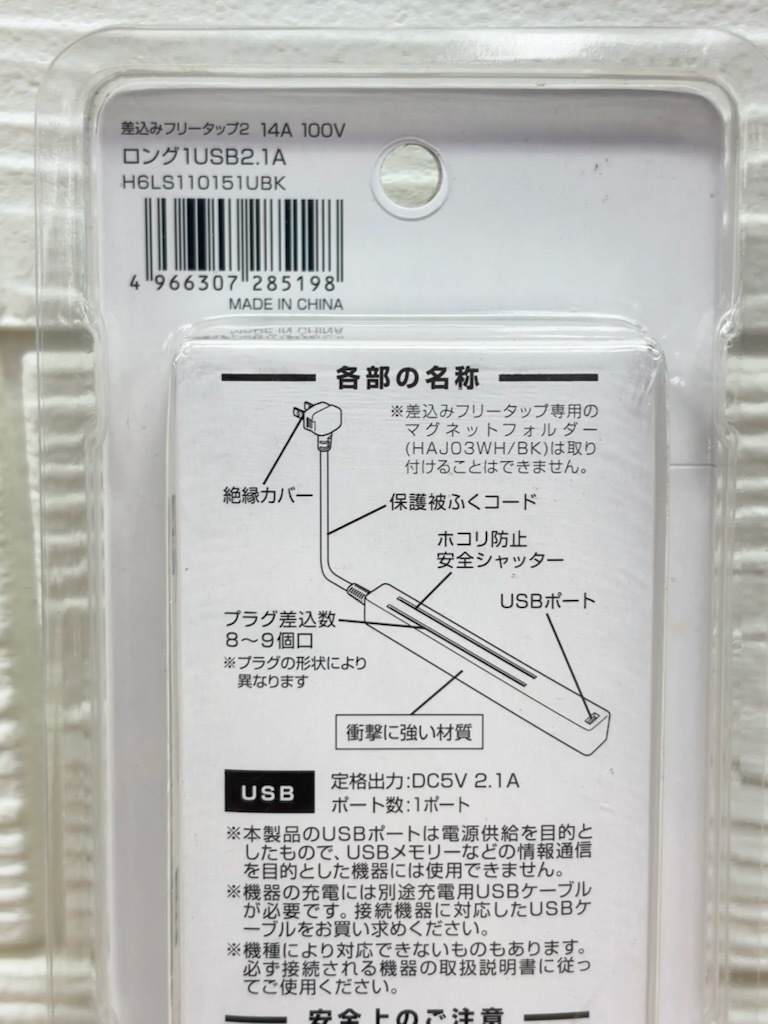 差込みフリータップ2 14A 100V
ロング1USB2.1A
H6LS110151UBK
4 966307 285198
MADE IN CHINA
各部の名称
※差込みフリータップ専用の
マグネットフォルダー
(HAJ03WH/BK)は取り
付けることはできません。
絶縁カバー
保護被ふくコード
ホコリ防止
安全シャッター
USBポート
プラグ差込数
8～9個口
※プラグの形状により
異なります
衝撃に強い材質
USB
定格出力:DC5V 2.1A
ポート数:1ポート
※本製品のUSBポートは電源供給を目的と
したもので、USBメモリーなどの情報通信
を目的とした機器には使用できません。
※機器の充電には別途充電用USBケーブル
が必要です。接続機器に対応したUSBケ
ーブルをお買い求めください。
※機種により対応できないものもあります。
必ず接続される機器の取扱説明書に従っ
てご使用ください。
安全上のご注意